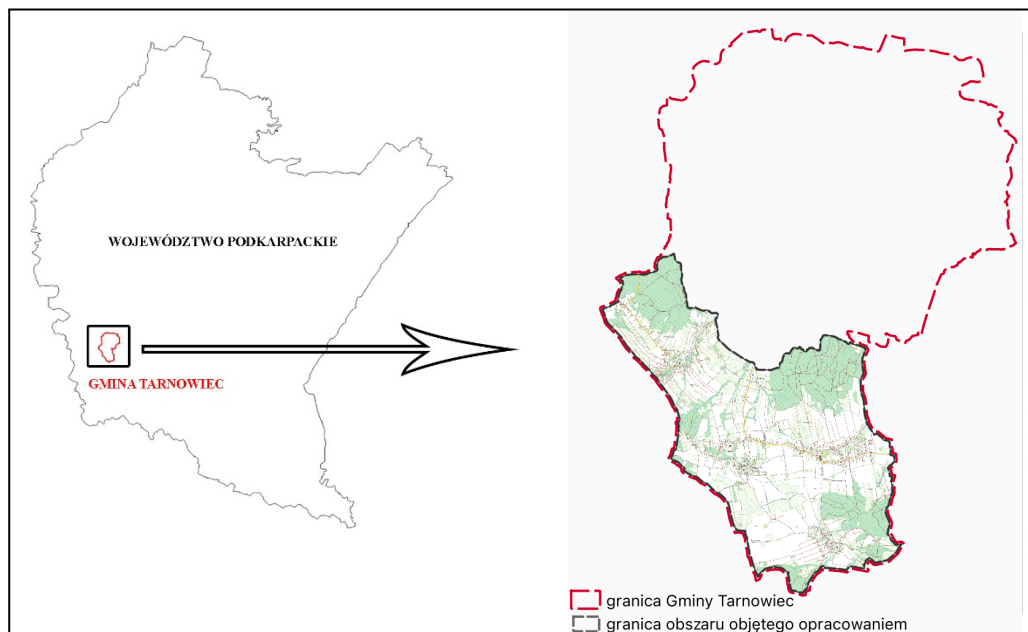 WOJEWÓDZTWO PODKARPACKIE
GMINA TARNOWIEC
granica Gminy Tarnowiec
granica obszaru objętego opracowaniem